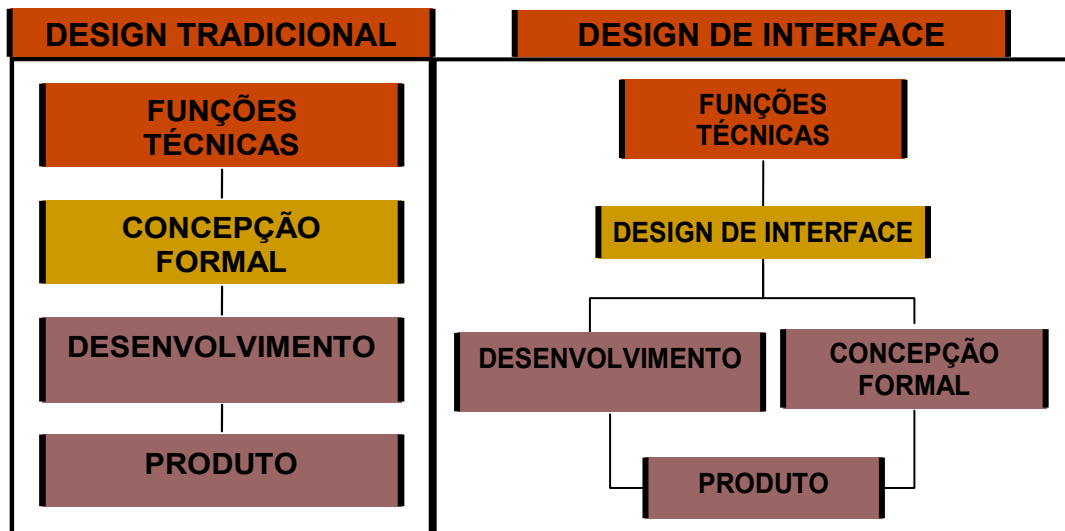 DESIGN TRADICIONAL
FUNÇÕES
TÉCNICAS
CONCEPÇÃO
FORMAL
DESENVOLVIMENTO
PRODUTO
DESIGN DE INTERFACE
FUNÇÕES
TÉCNICAS
DESIGN DE INTERFACE
DESENVOLVIMENTO
CONCEPÇÃO
FORMAL
PRODUTO